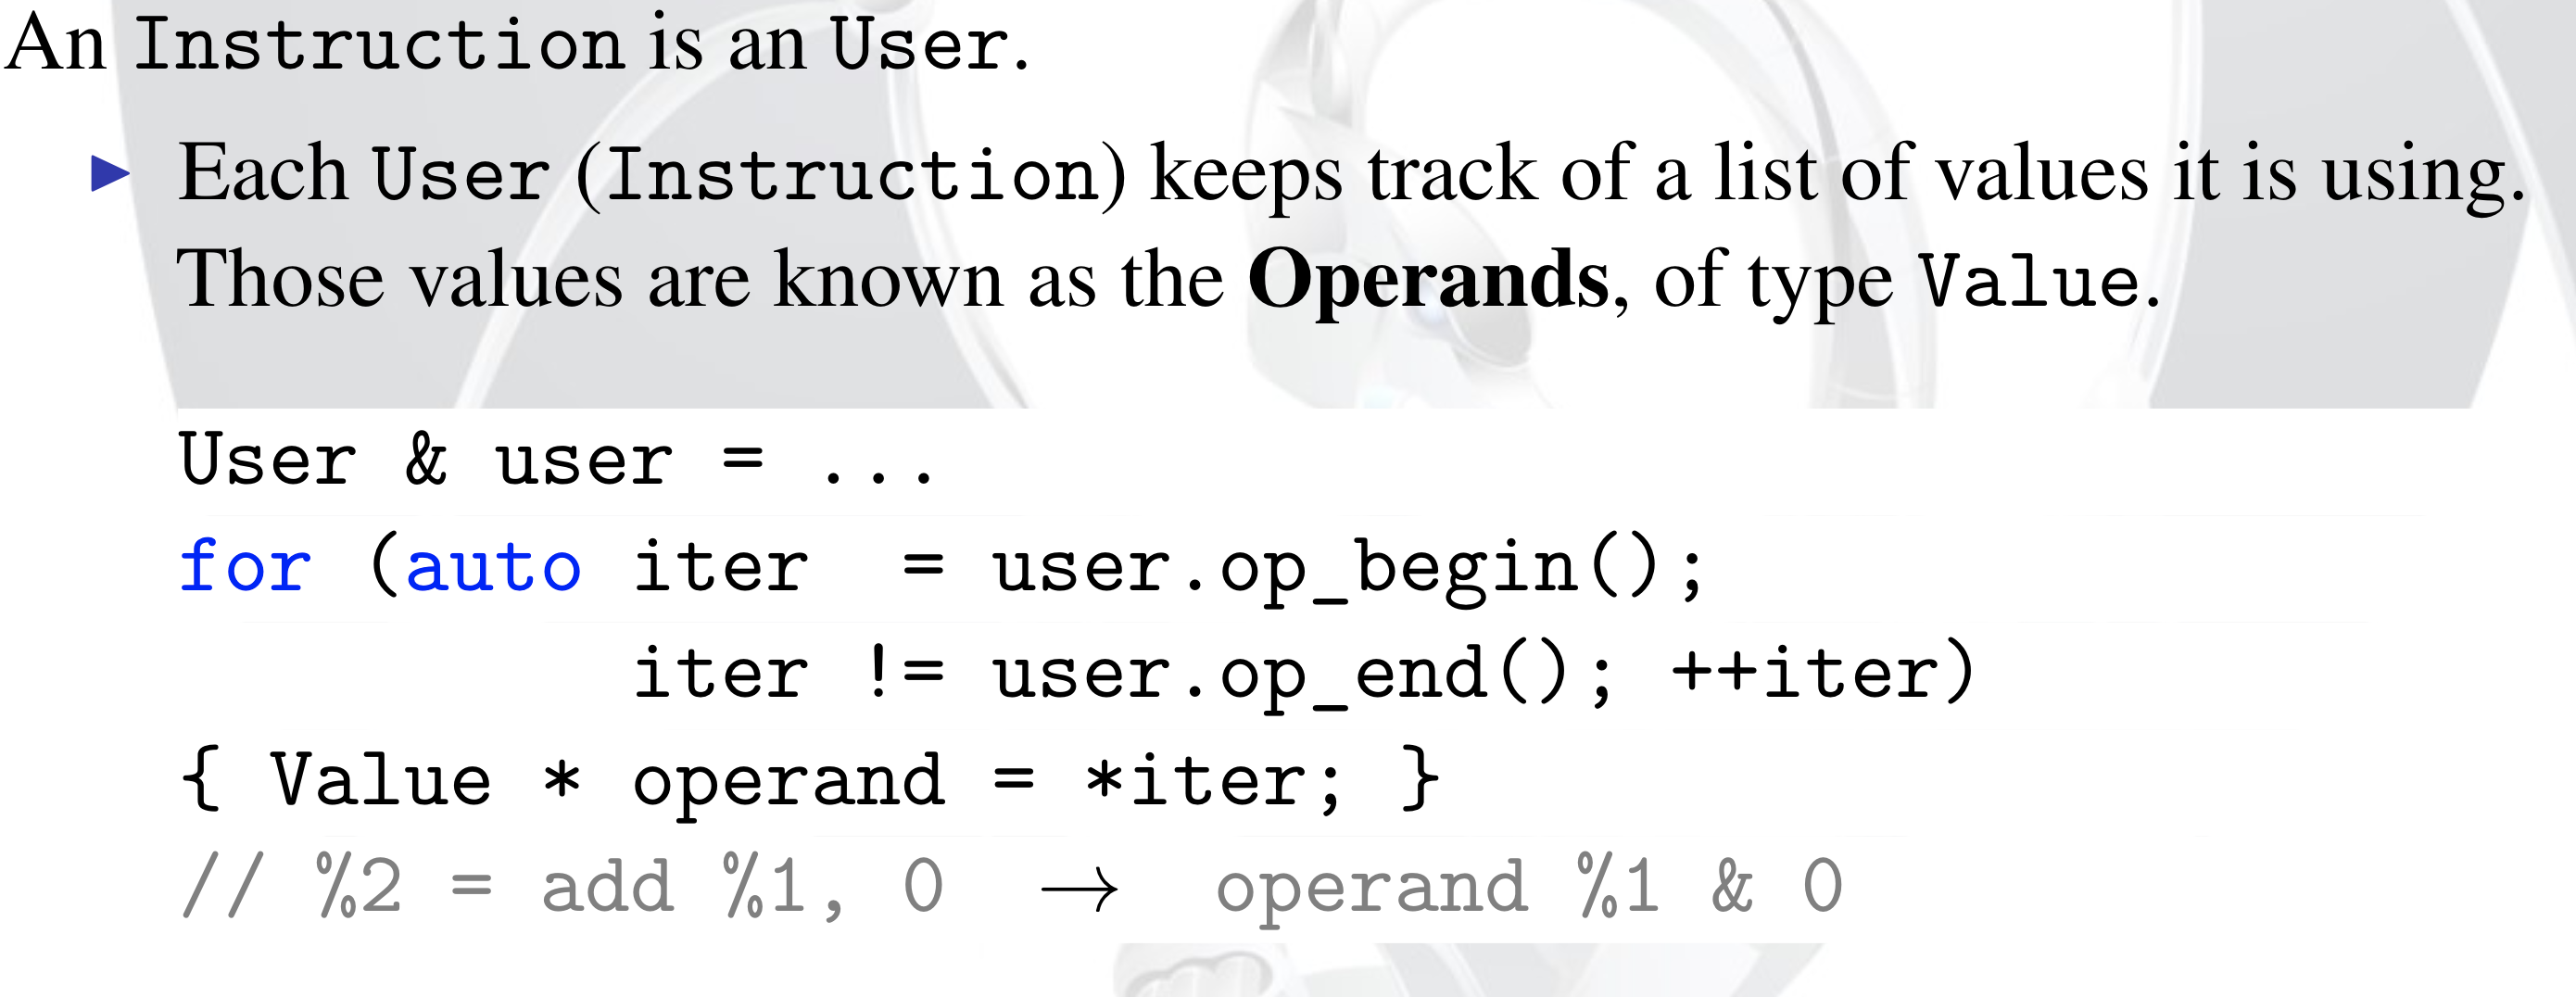 An Instruction is an User.
▶ Each User (Instruction) keeps track of a list of values it is using.
Those values are known as the Operands, of type Value.
User & user = ...
for (auto iter  = user.op_begin();
          iter != user.op_end(); ++iter)
{ Value * operand = *iter; }
// %2 = add %1, 0  →  operand %1 & 0